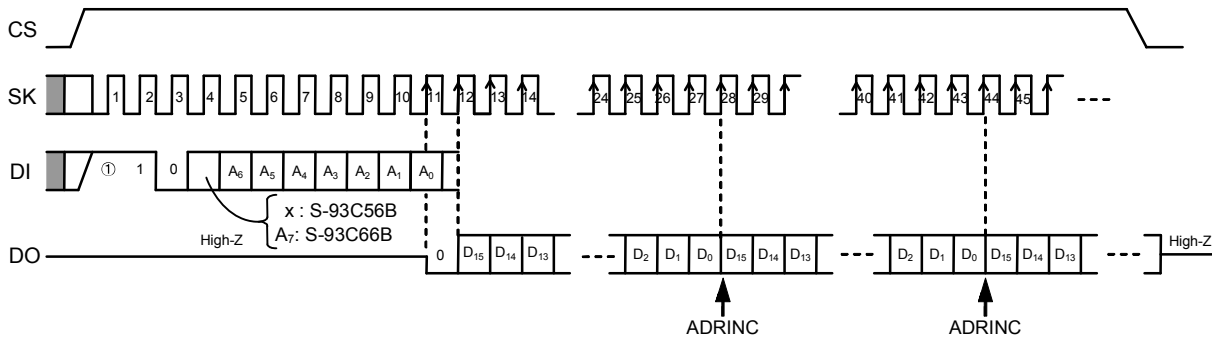 CS
SK 1 2 3 4 5 6 7 8 9 10 11 12 13 14 24 25 26 27 28 29 40 41 42 43 44 45
DI ① 1 0 A₆ A₅ A₄ A₃ A₂ A₁ A₀
x : S-93C56B
A₇: S-93C66B
High-Z
High-Z
DO 0 D₁₅ D₁₄ D₁₃ D₂ D₁ D₀ D₁₅ D₁₄ D₁₃ D₂ D₁ D₀ D₁₅ D₁₄ D₁₃
ADRINC ADRINC